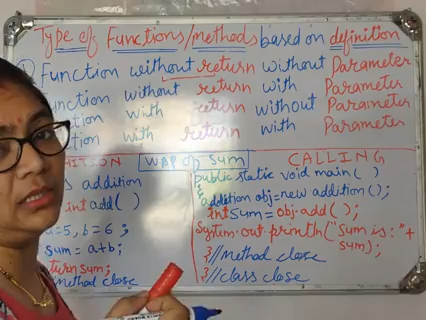 Type of Functions/methods based on definition
Function without return without Parameter
function without return with Parameter
ction with return without Parameter
tion with return with Parameter
NITION
WAP of Sum
CALLING
s addition
int add()
a=5, b=6;
sum = a+b;
turn sum;
method close
public static void main()
{
addition obj=new addition();
int sum = obj.add();
System.out.println("Sum is:"+
sum);
}//method close
}//class close